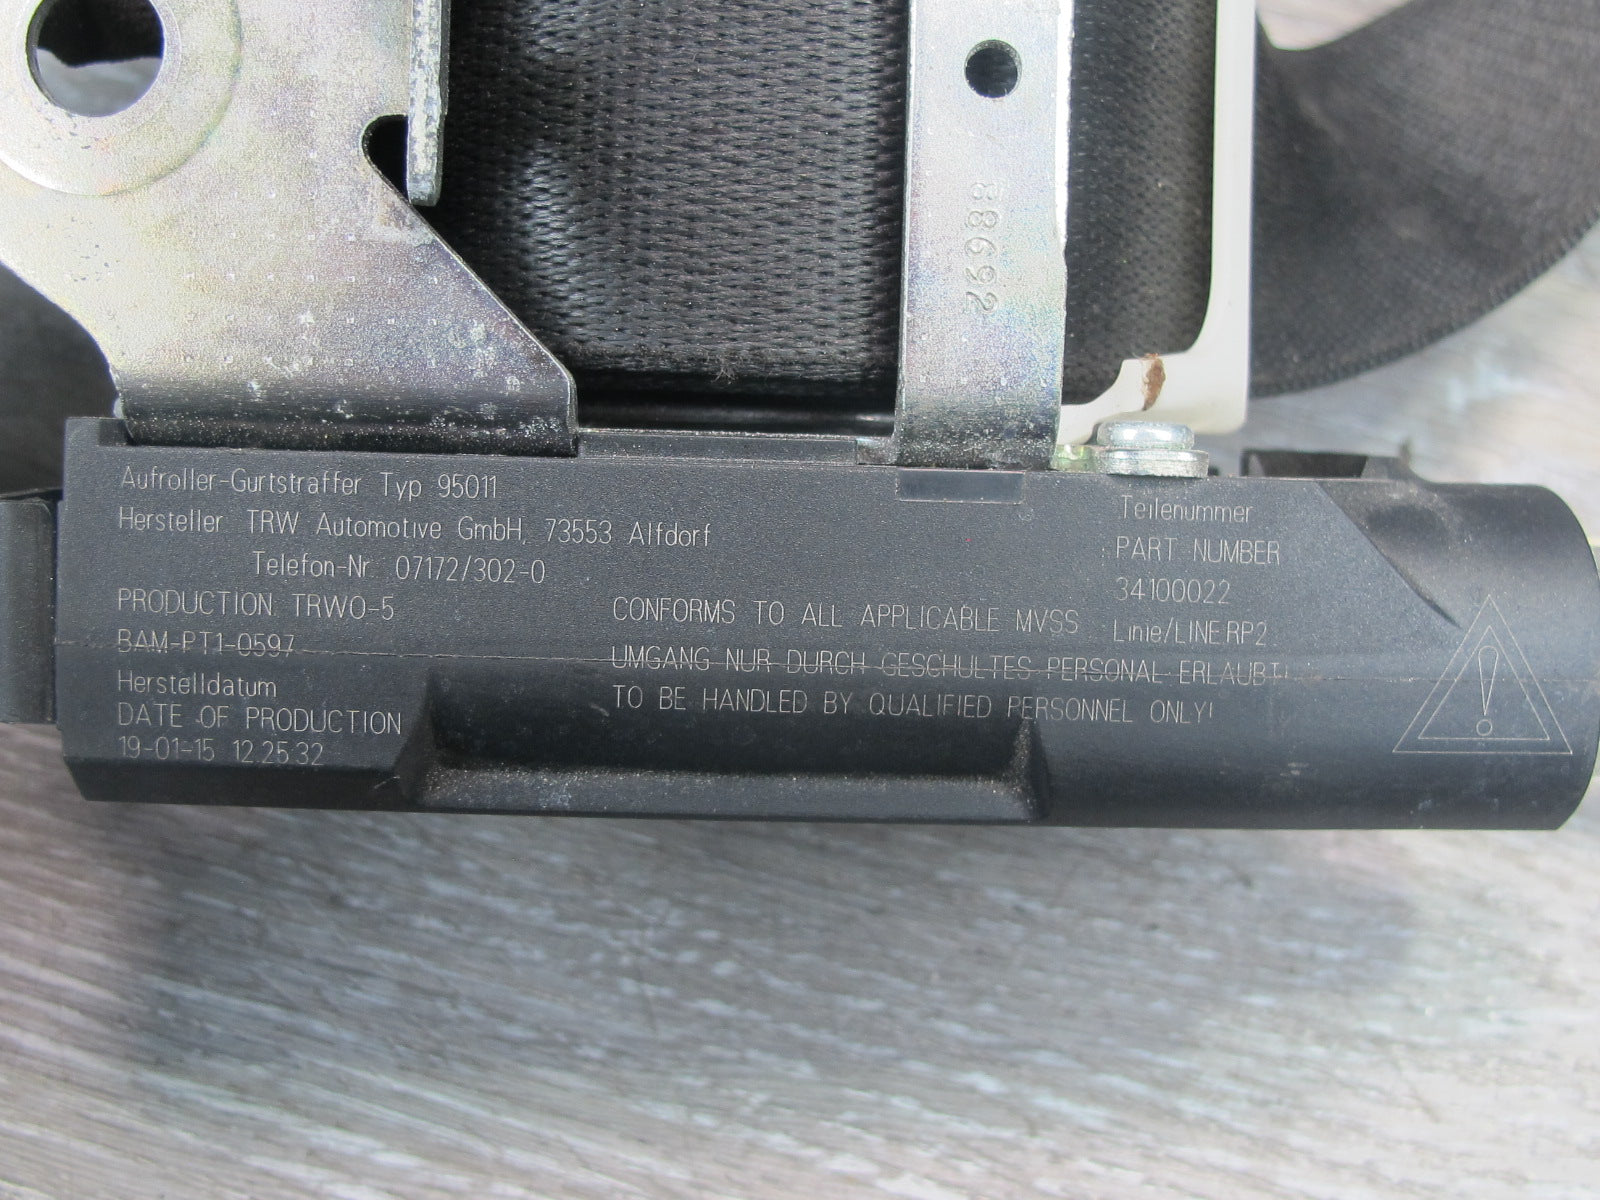 26988
Aufroller-Gurtstraffer Typ 95011
Hersteller: TRW Automotive GmbH, 73553 Alfdorf
Telefon-Nr. 07172/302-0
PRODUCTION: TRWO-5
BAM-PT1-0597
Herstelldatum
DATE OF PRODUCTION
19-01-15 12:25:32
CONFORMS TO ALL APPLICABLE MVSS
UMGANG NUR DURCH GESCHULTES PERSONAL ERLAUBT!
TO BE HANDLED BY QUALIFIED PERSONNEL ONLY!
Teilenummer
PART NUMBER
34100022
Linie/LINE:RP2
!